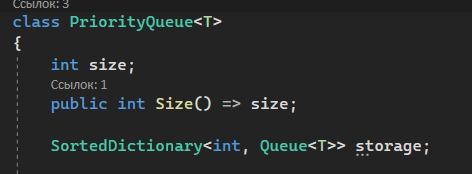 Ссылок: 3
class PriorityQueue<T>
{
int size;
Ссылок: 1
public int Size() => size;
SortedDictionary<int, Queue<T>> storage;